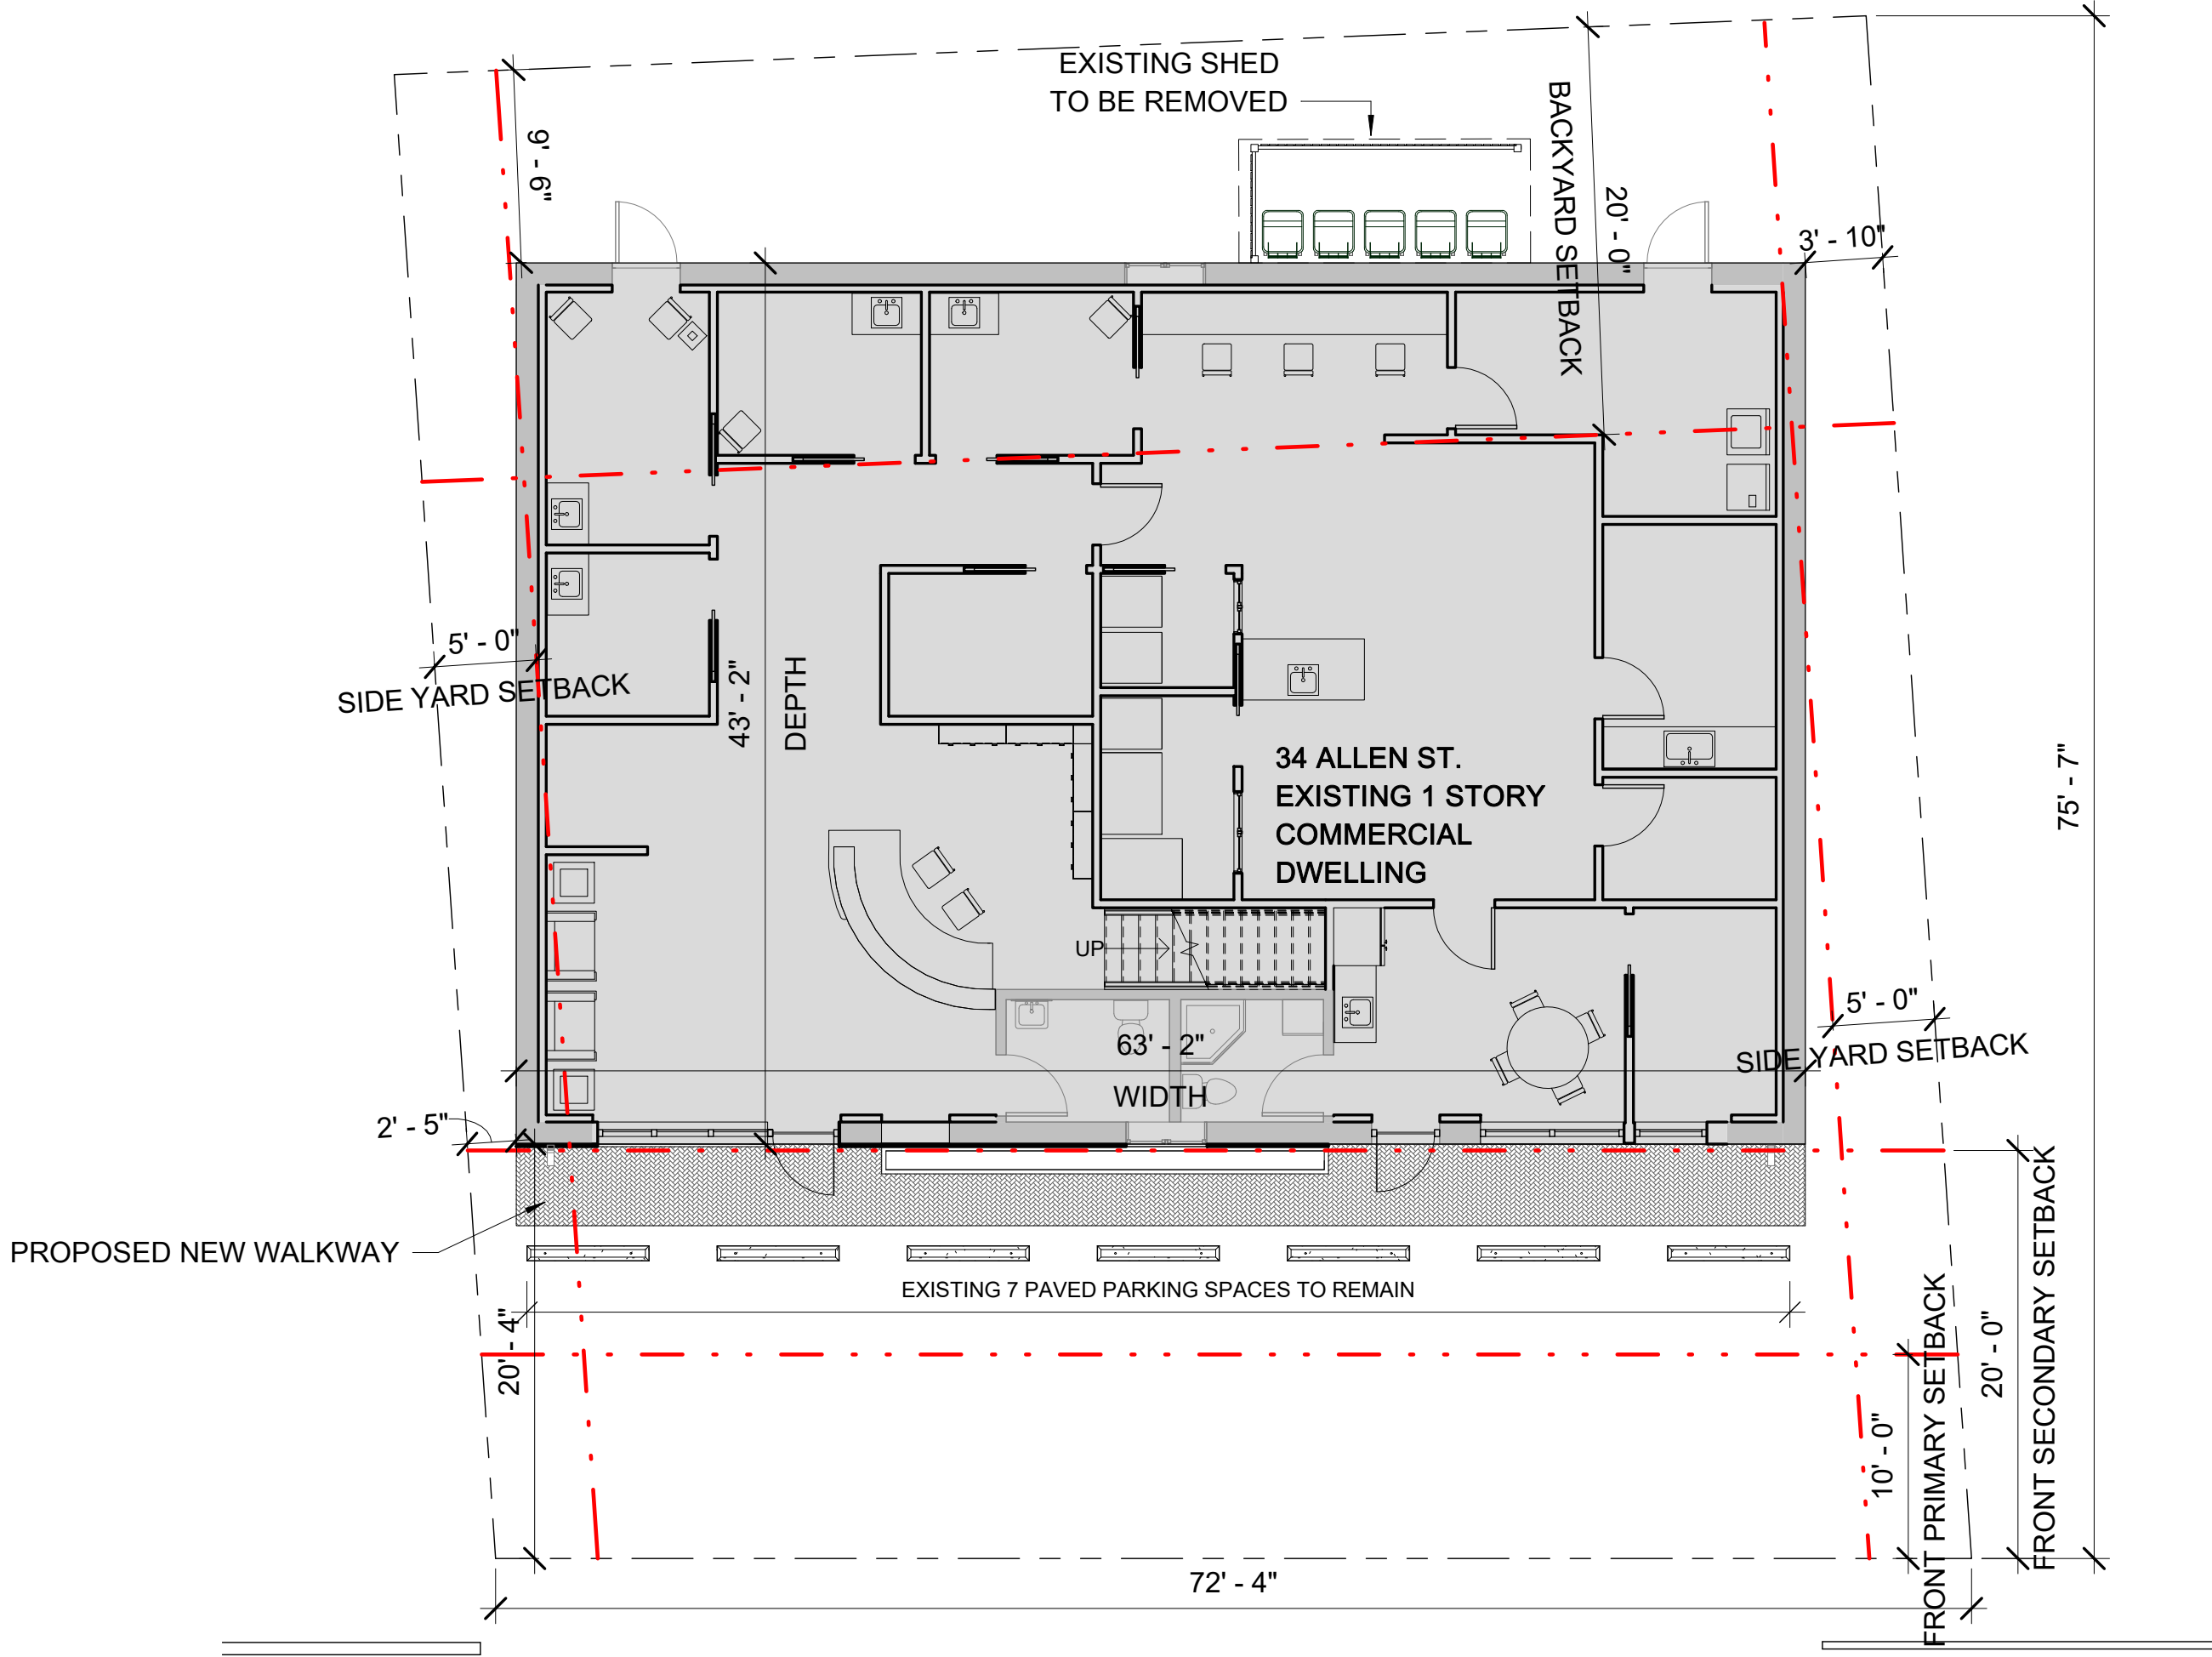 EXISTING SHED
TO BE REMOVED
9' - 6"
BACKYARD SETBACK
20' - 0"
3' - 10"
5' - 0"
SIDE YARD SETBACK
43' - 2"
DEPTH
34 ALLEN ST.
EXISTING 1 STORY
COMMERCIAL
DWELLING
75' - 7"
UP
5' - 0"
SIDE YARD SETBACK
63' - 2"
WIDTH
2' - 5"
PROPOSED NEW WALKWAY
EXISTING 7 PAVED PARKING SPACES TO REMAIN
20' - 4"
10' - 0"
FRONT PRIMARY SETBACK
20' - 0"
FRONT SECONDARY SETBACK
72' - 4"